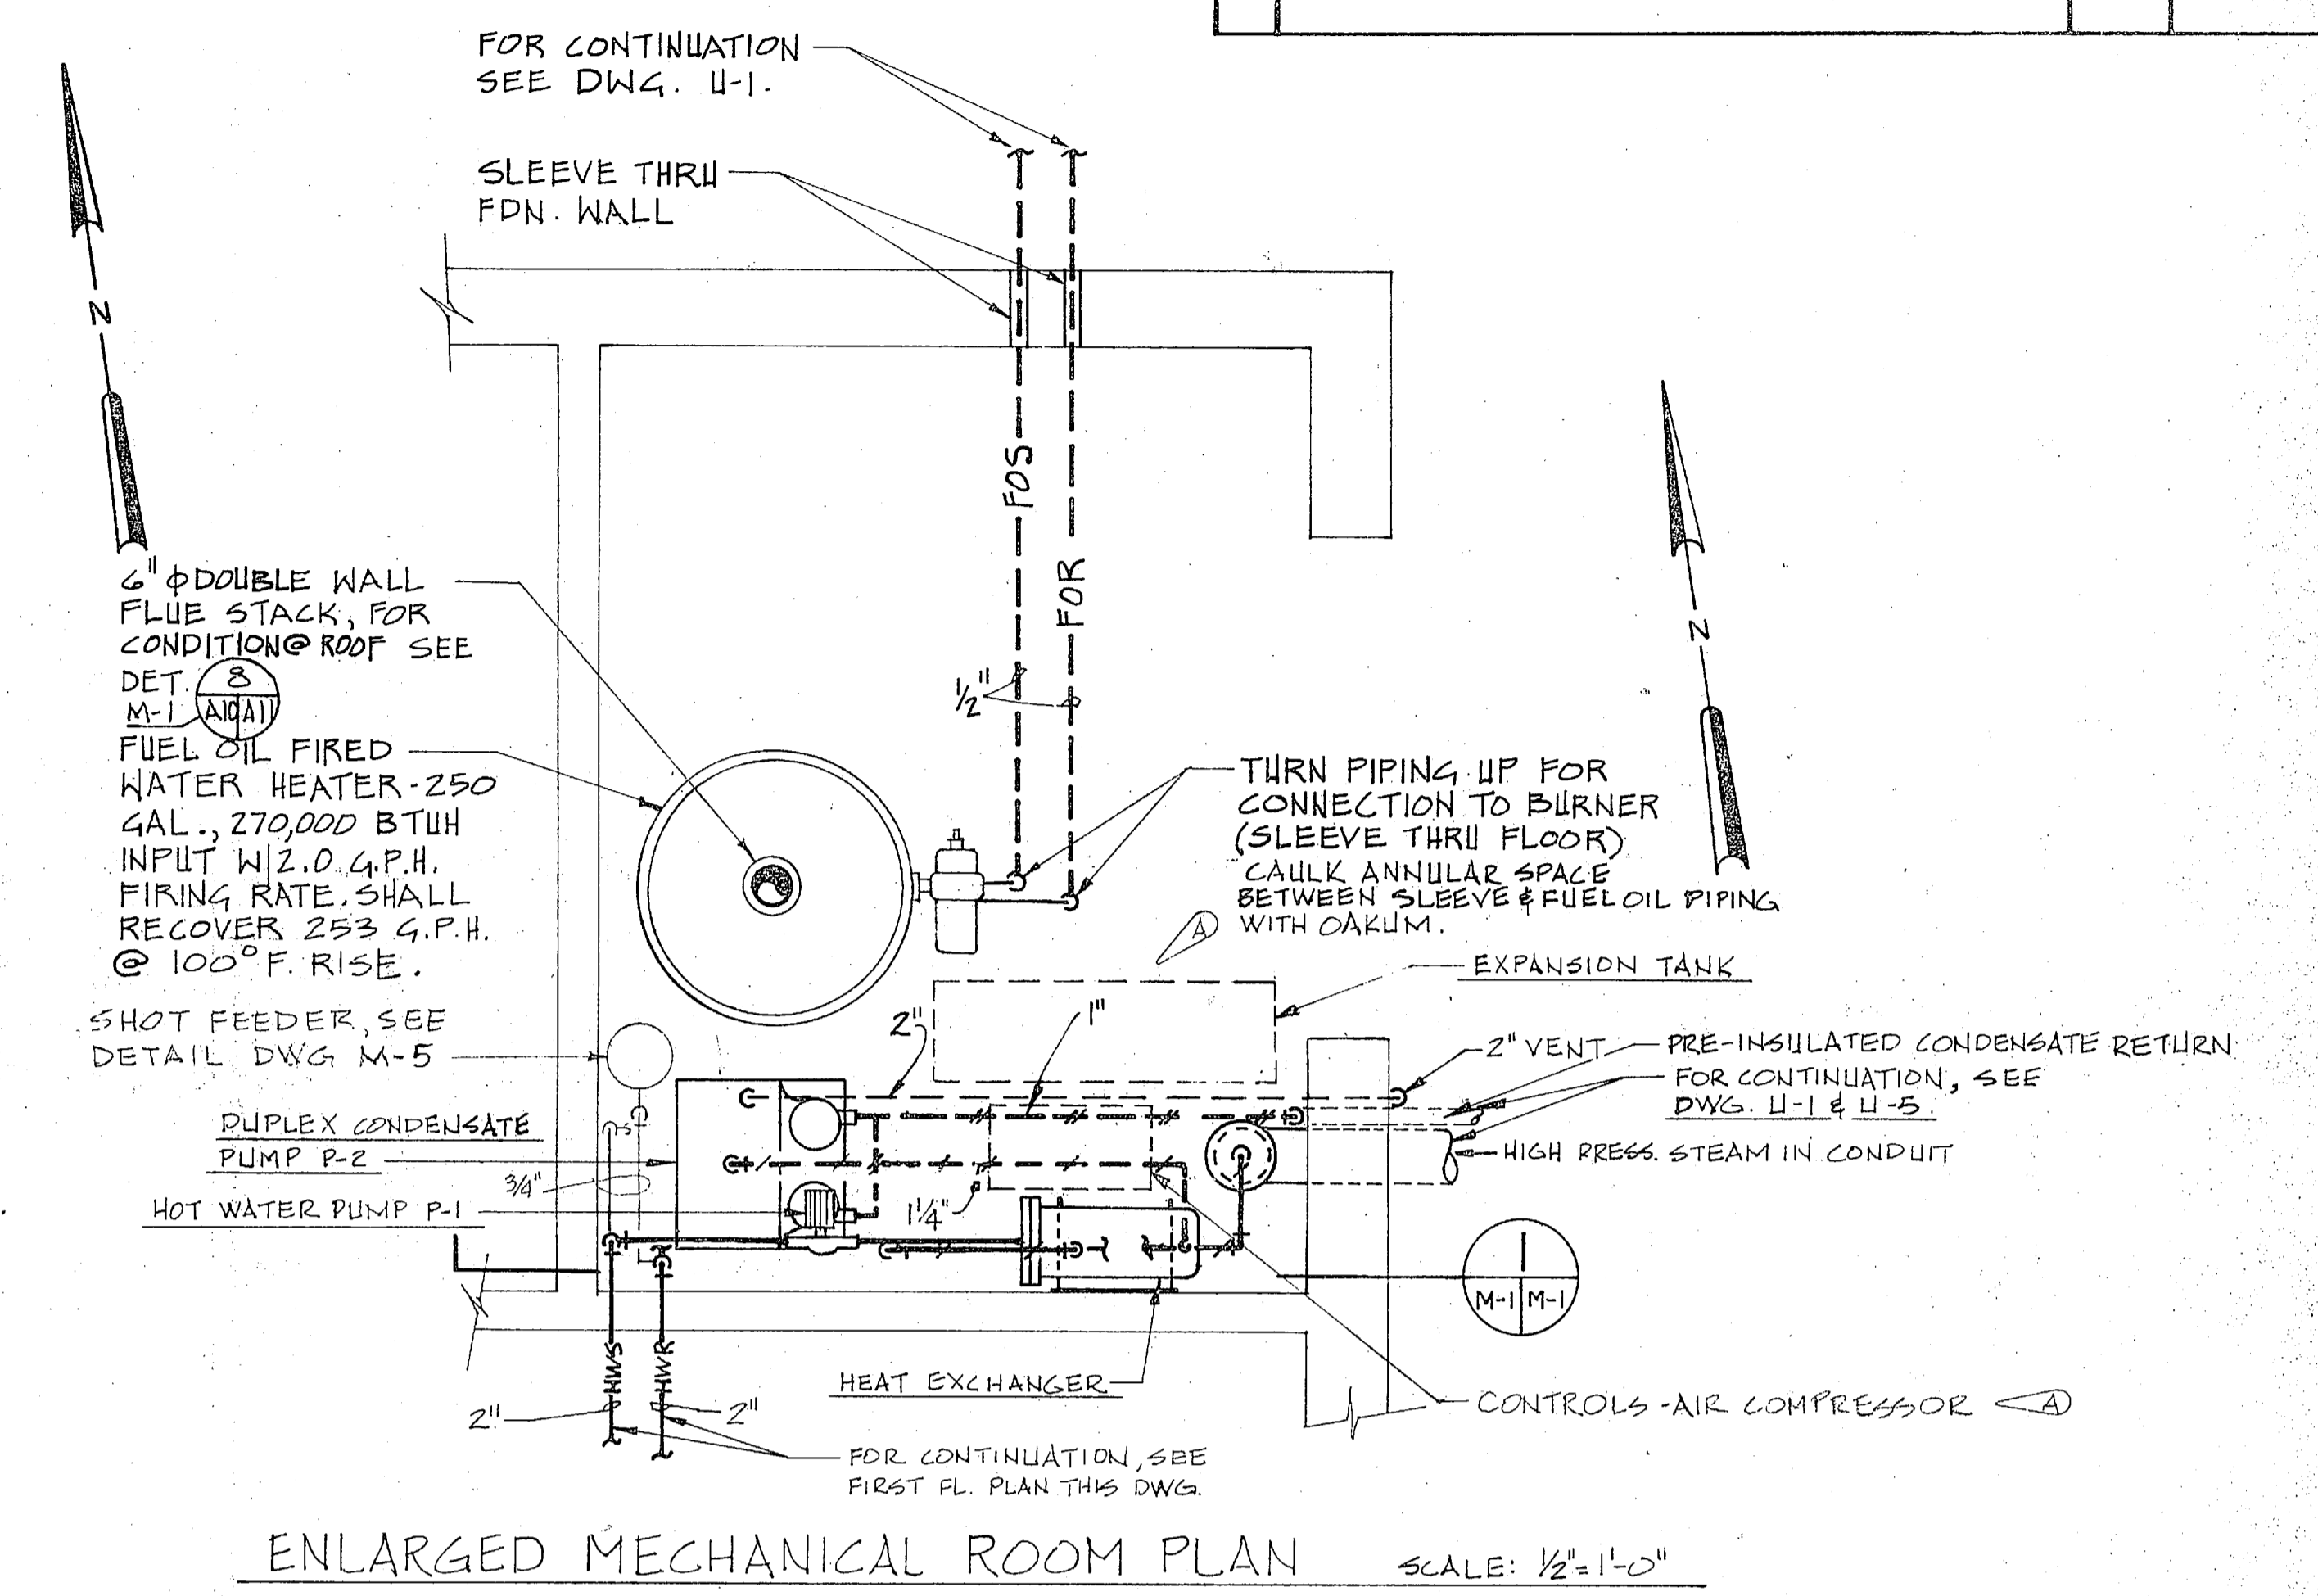 FOR CONTINUATION
SEE DWG. U-1.
SLEEVE THRU
FDN. WALL
N
N
FOS
FOR
1/2"
6" φ DOUBLE WALL
FLUE STACK, FOR
CONDITION @ ROOF SEE
DET. 8
M-1 A10 A11
FUEL OIL FIRED
WATER HEATER-250
GAL., 270,000 BTUH
INPUT W/2.0 G.P.H.
FIRING RATE. SHALL
RECOVER 253 G.P.H.
@ 100°F. RISE.
TURN PIPING UP FOR
CONNECTION TO BURNER
(SLEEVE THRU FLOOR)
CAULK ANNULAR SPACE
BETWEEN SLEEVE & FUEL OIL PIPING
A WITH OAKUM.
EXPANSION TANK
SHOT FEEDER, SEE
DETAIL DWG M-5
2"
1"
2" VENT
PRE-INSULATED CONDENSATE RETURN
FOR CONTINUATION, SEE
DWG. U-1 & U-5.
HIGH PRESS. STEAM IN CONDUIT
DUPLEX CONDENSATE
PUMP P-2
3/4"
HOT WATER PUMP P-1
1 1/4"
1
M-1 M-1
HWS
HWR
2"
2"
HEAT EXCHANGER
CONTROLS - AIR COMPRESSOR A
FOR CONTINUATION, SEE
FIRST FL. PLAN THIS DWG.
ENLARGED MECHANICAL ROOM PLAN SCALE: 1/2"=1'-0"